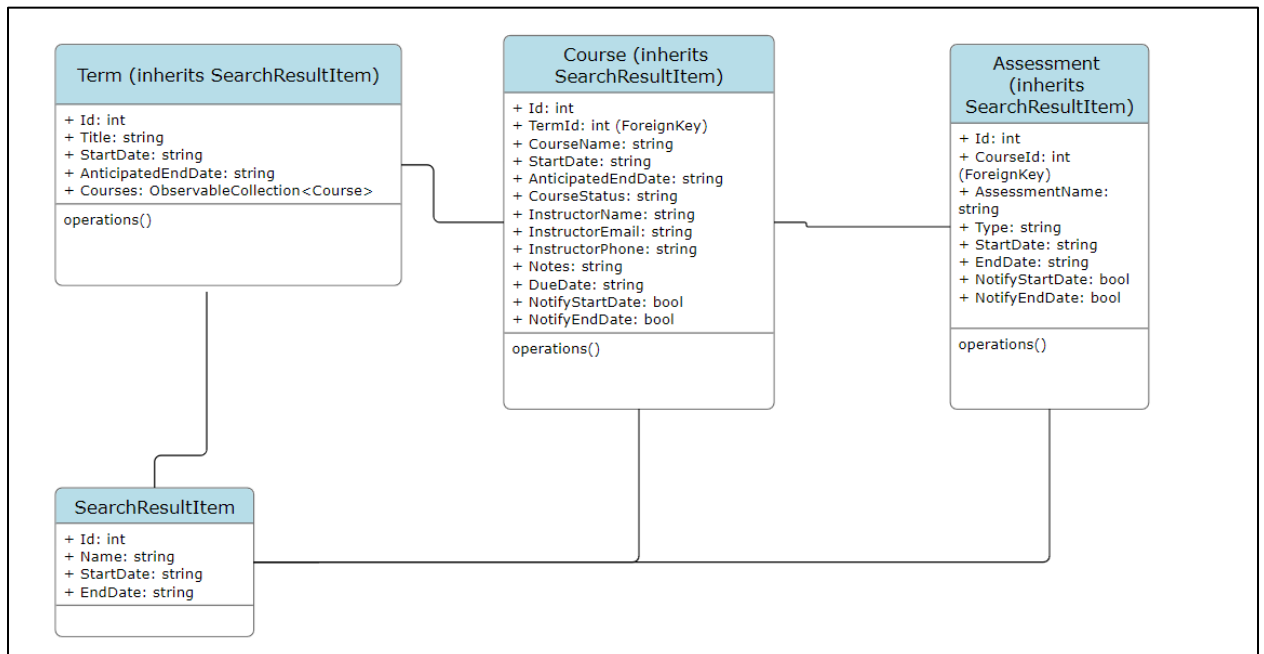 Term (inherits SearchResultItem)
+ Id: int
+ Title: string
+ StartDate: string
+ AnticipatedEndDate: string
+ Courses: ObservableCollection<Course>
operations()
Course (inherits
SearchResultItem)
+ Id: int
+ TermId: int (ForeignKey)
+ CourseName: string
+ StartDate: string
+ AnticipatedEndDate: string
+ CourseStatus: string
+ InstructorName: string
+ InstructorEmail: string
+ InstructorPhone: string
+ Notes: string
+ DueDate: string
+ NotifyStartDate: bool
+ NotifyEndDate: bool
operations()
Assessment
(inherits
SearchResultItem)
+ Id: int
+ CourseId: int
(ForeignKey)
+ AssessmentName:
string
+ Type: string
+ StartDate: string
+ EndDate: string
+ NotifyStartDate: bool
+ NotifyEndDate: bool
operations()
SearchResultItem
+ Id: int
+ Name: string
+ StartDate: string
+ EndDate: string